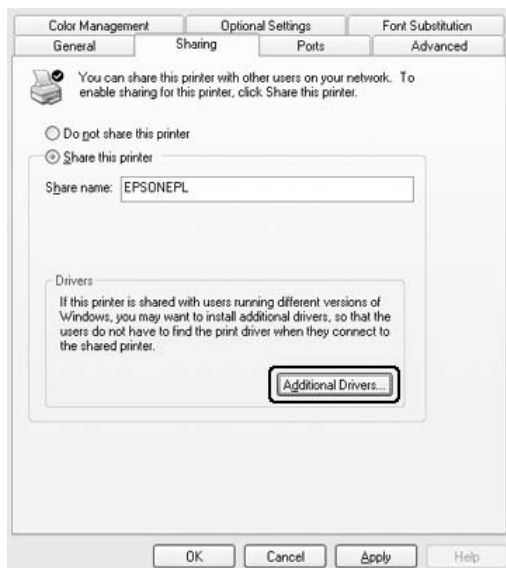 Color Management Optional Settings Font Substitution
General Sharing Ports Advanced
You can share this printer with other users on your network. To
enable sharing for this printer, click Share this printer.
Do not share this printer
Share this printer
Share name: EPSONEPL
Drivers
If this printer is shared with users running different versions of
Windows, you may want to install additional drivers, so that the
users do not have to find the print driver when they connect to
the shared printer.
Additional Drivers...
OK Cancel Apply Help